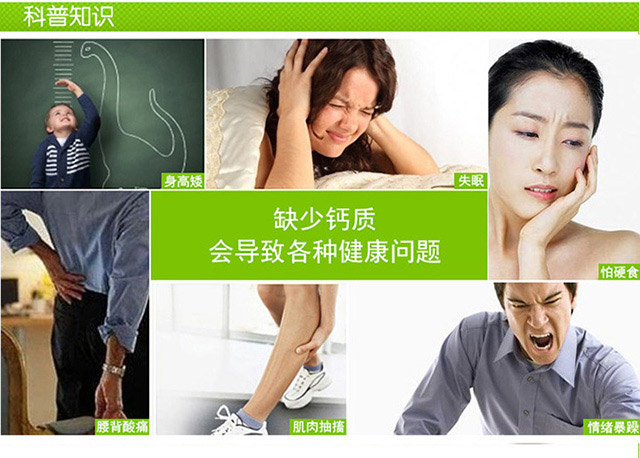 科普知识
身高矮
失眠
怕硬食
缺少钙质
会导致各种健康问题
腰背酸痛
肌肉抽搐
情绪暴躁